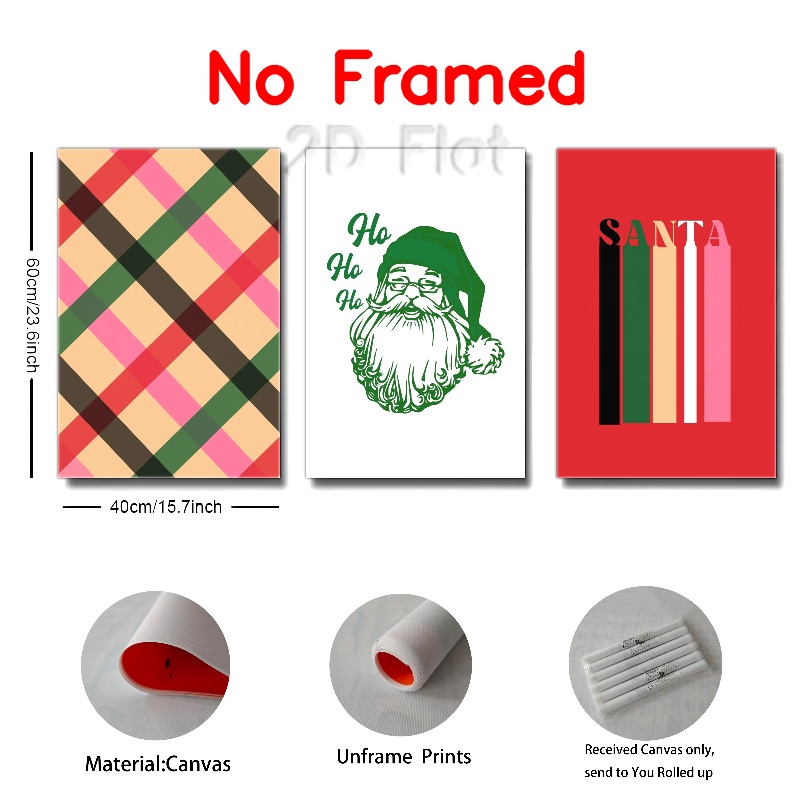 No Framed
2D Flat
60cm/23.6inch
Ho
Ho
Ho
SANTA
40cm/15.7inch
Material:Canvas
Unframe Prints
Received Canvas only,
send to You Rolled up